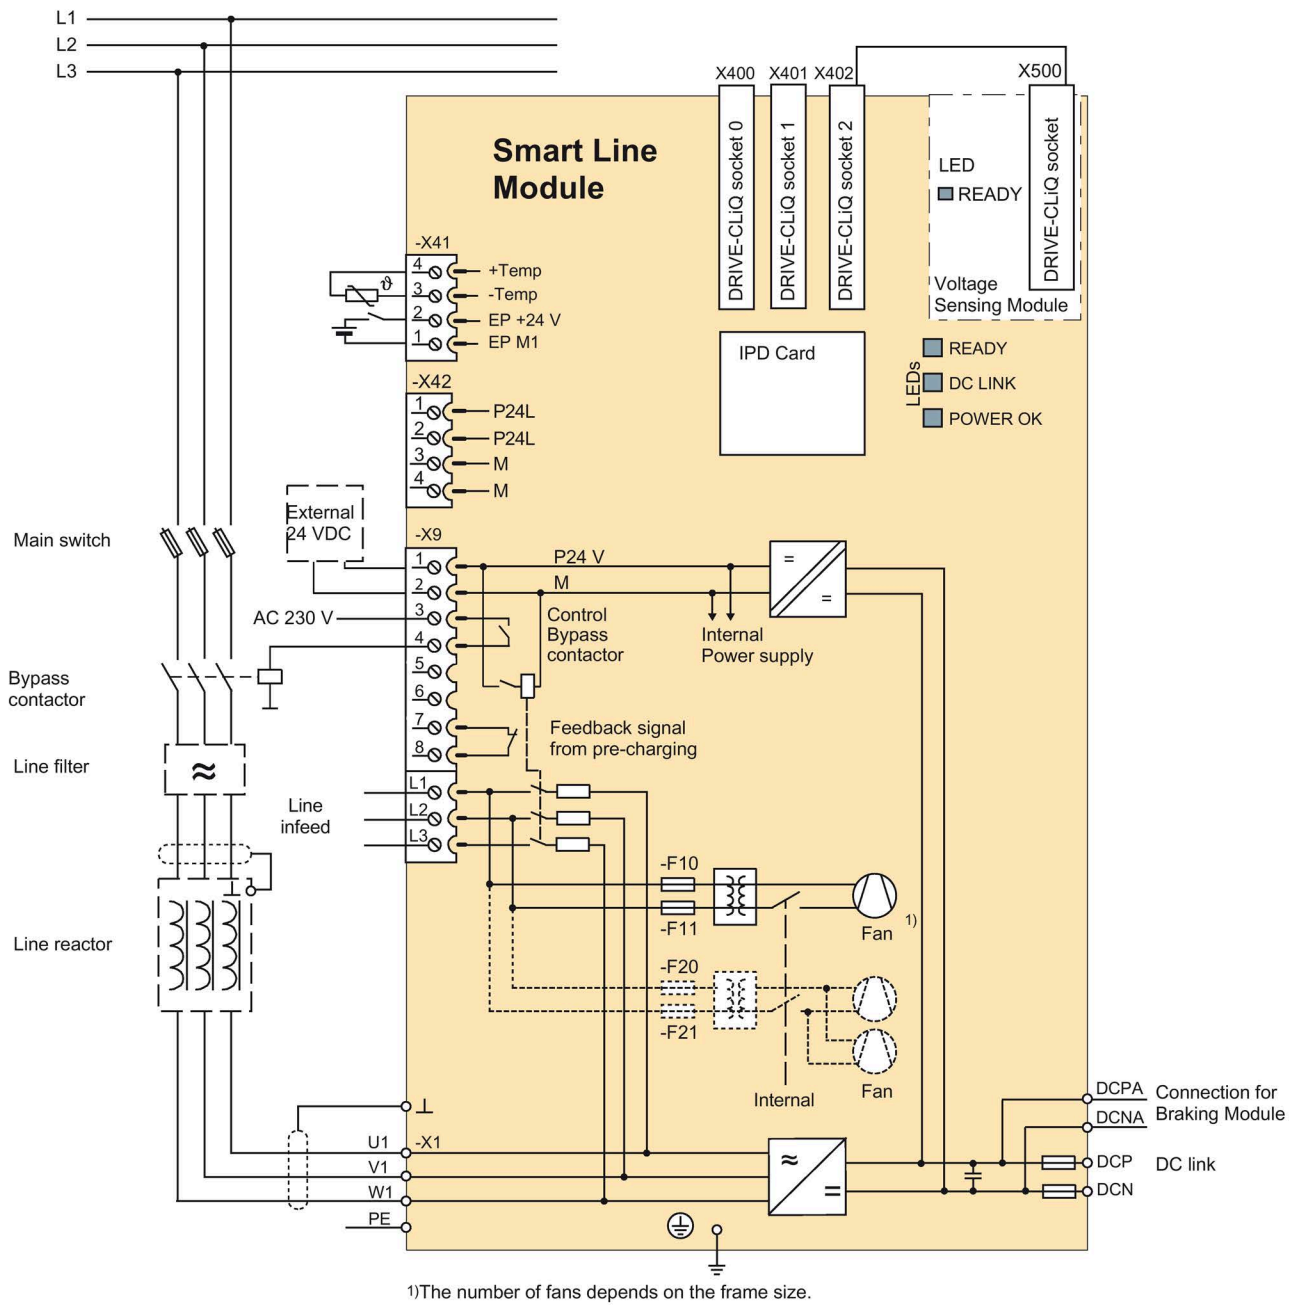 L1
L2
L3
X400
X401
X402
X500
Smart Line
Module
DRIVE-CLiQ socket 0
DRIVE-CLiQ socket 1
DRIVE-CLiQ socket 2
DRIVE-CLiQ socket
LED
READY
Voltage
Sensing Module
-X41
4
+Temp
ϑ
3
-Temp
2
EP +24 V
1
EP M1
IPD Card
LEDs
READY
DC LINK
POWER OK
-X42
1
P24L
2
P24L
3
M
4
M
External
24 VDC
Main switch
-X9
1
P24 V
2
M
=
=
AC 230 V
3
4
5
6
7
8
Control
Bypass
contactor
Internal
Power supply
Bypass
contactor
Feedback signal
from pre-charging
Line filter
≈
Line
infeed
L1
L2
L3
-F10
-F11
Fan
1)
Line reactor
-F20
-F21
Fan
Internal
DCPA
DCNA
Connection for
Braking Module
U1
-X1
V1
W1
PE
≈
=
DCP
DC link
DCN
1)The number of fans depends on the frame size.